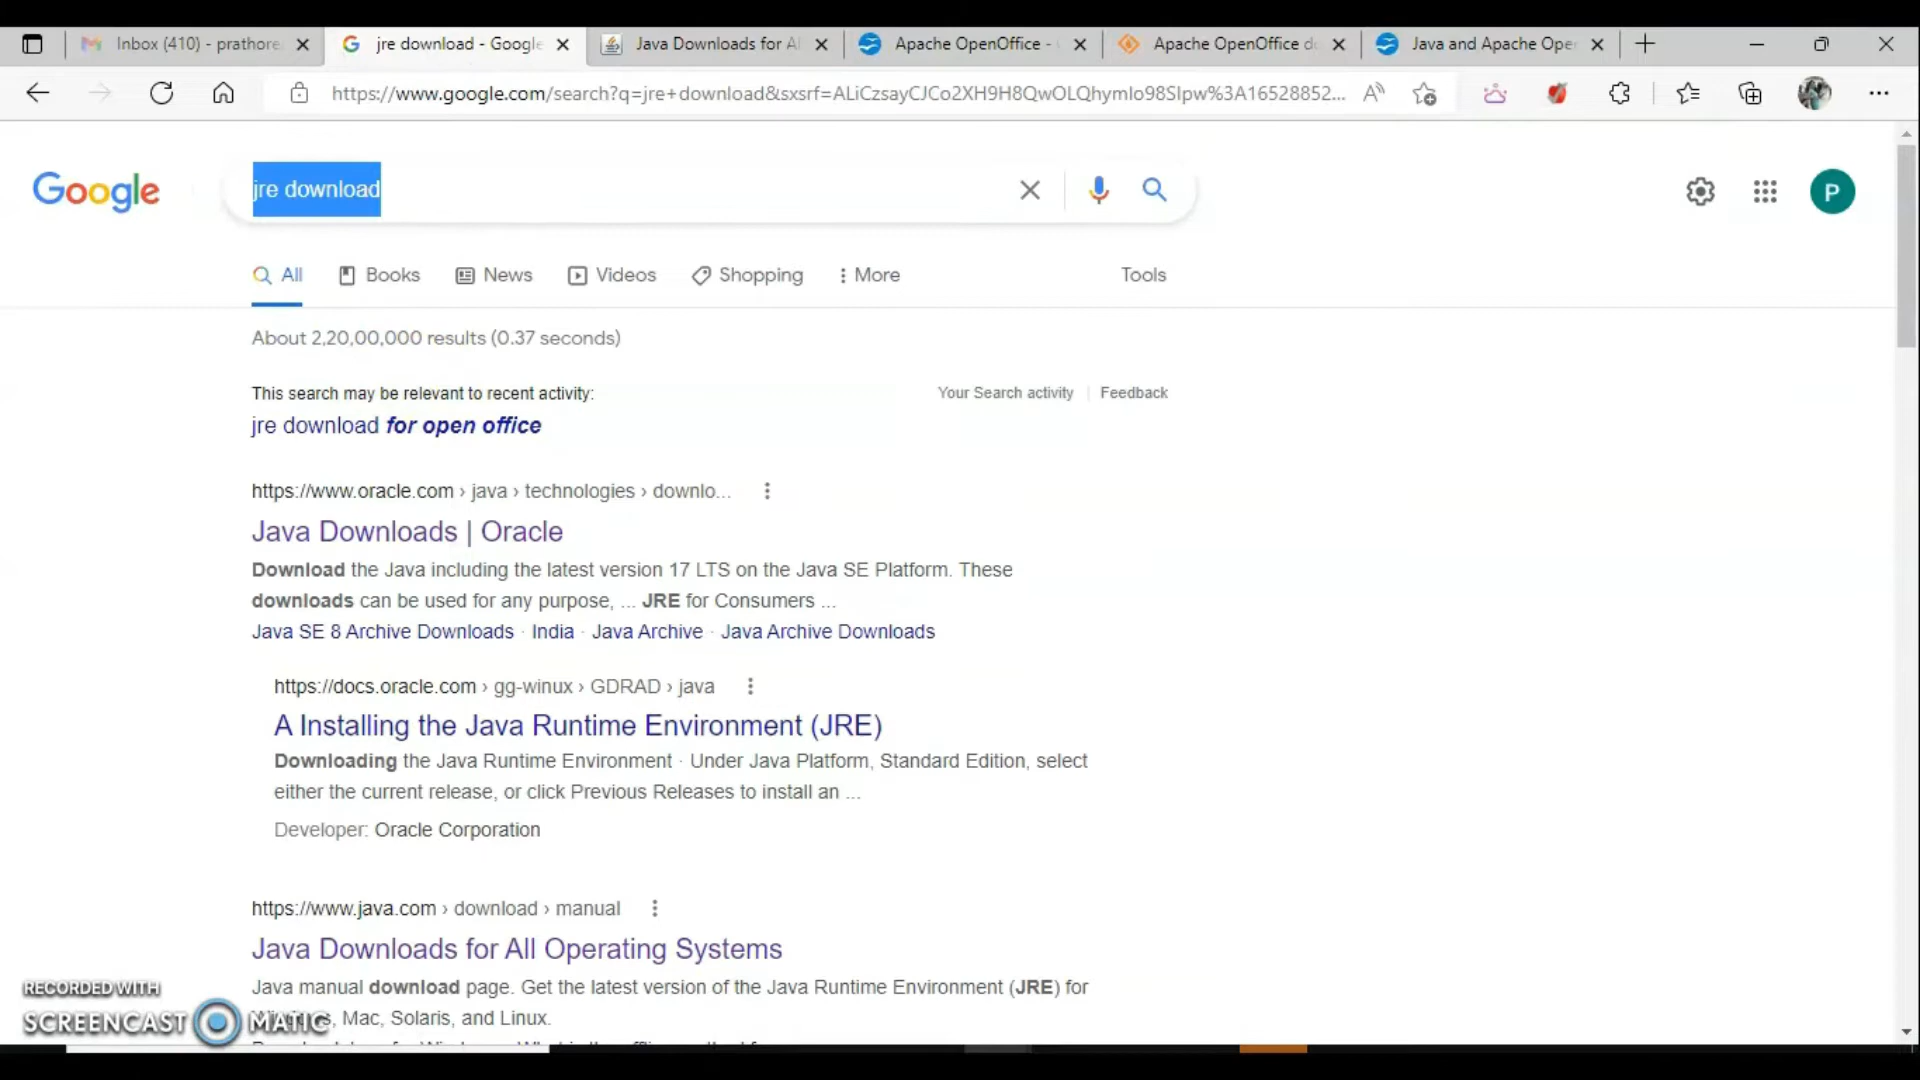 Inbox (410) - prathore
jre download - Google
Java Downloads for Al
Apache OpenOffice -
Apache OpenOffice d
Java and Apache Ope
https://www.google.com/search?q=jre+download&sxsrf=ALiCzsayCJCo2XH9H8QwOLQhymIo98SIpw%3A16528852...
Google
jre download
P
All
Books
News
Videos
Shopping
More
Tools
About 2,20,00,000 results (0.37 seconds)
This search may be relevant to recent activity:
Your Search activity
Feedback
jre download for open office
https://www.oracle.com › java › technologies › downlo...
Java Downloads | Oracle
Download the Java including the latest version 17 LTS on the Java SE Platform. These
downloads can be used for any purpose, ... JRE for Consumers ...
Java SE 8 Archive Downloads · India · Java Archive · Java Archive Downloads
https://docs.oracle.com › gg-winux › GDRAD › java
A Installing the Java Runtime Environment (JRE)
Downloading the Java Runtime Environment · Under Java Platform, Standard Edition, select
either the current release, or click Previous Releases to install an ...
Developer: Oracle Corporation
https://www.java.com › download › manual
Java Downloads for All Operating Systems
Java manual download page. Get the latest version of the Java Runtime Environment (JRE) for
Mac, Solaris, and Linux.
RECORDED WITH
SCREENCAST MATIC